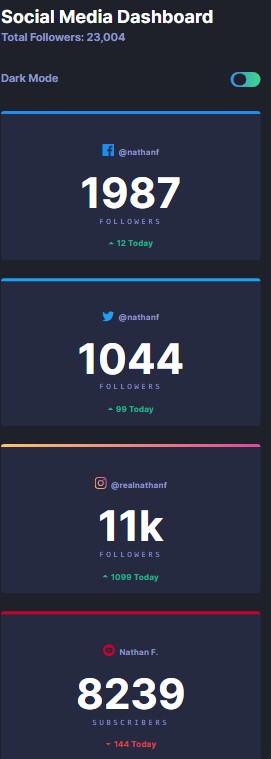 Social Media Dashboard
Total Followers: 23,004
Dark Mode
@nathanf
1987
FOLLOWERS
12 Today
@nathanf
1044
FOLLOWERS
99 Today
@realnathanf
11k
FOLLOWERS
1099 Today
Nathan F.
8239
SUBSCRIBERS
144 Today